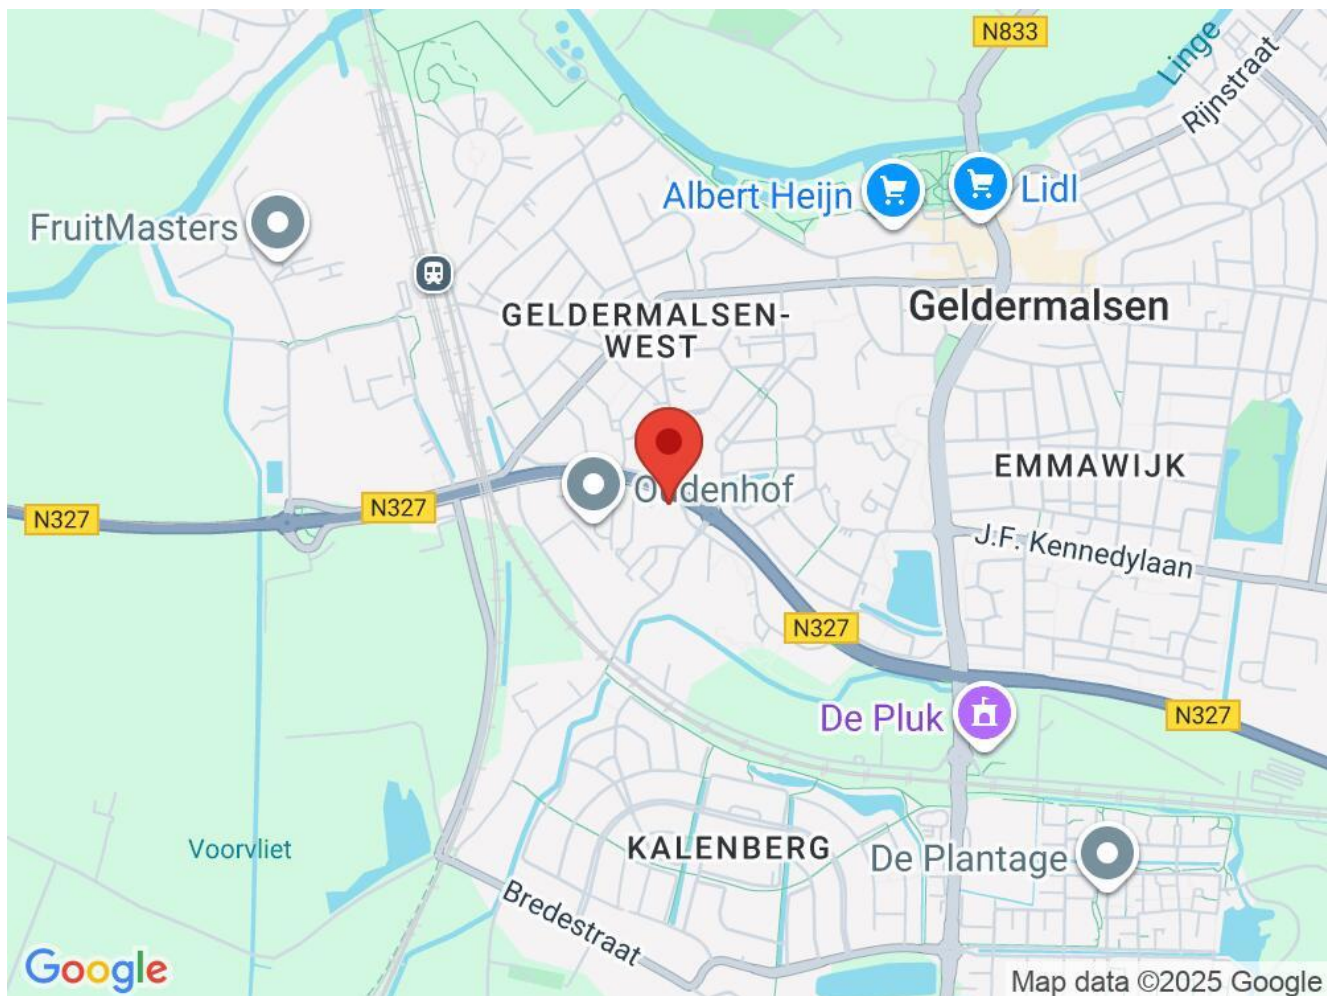 N833
Linge
Rijnstraat
Albert Heijn
Lidl
FruitMasters
GELDERMALSEN-
WEST
Geldermalsen
EMMAWIJK
Oudenhof
N327
N327
J.F. Kennedylaan
N327
De Pluk
N327
Voorvliet
KALENBERG
De Plantage
Bredestraat
Google
Map data ©2025 Google